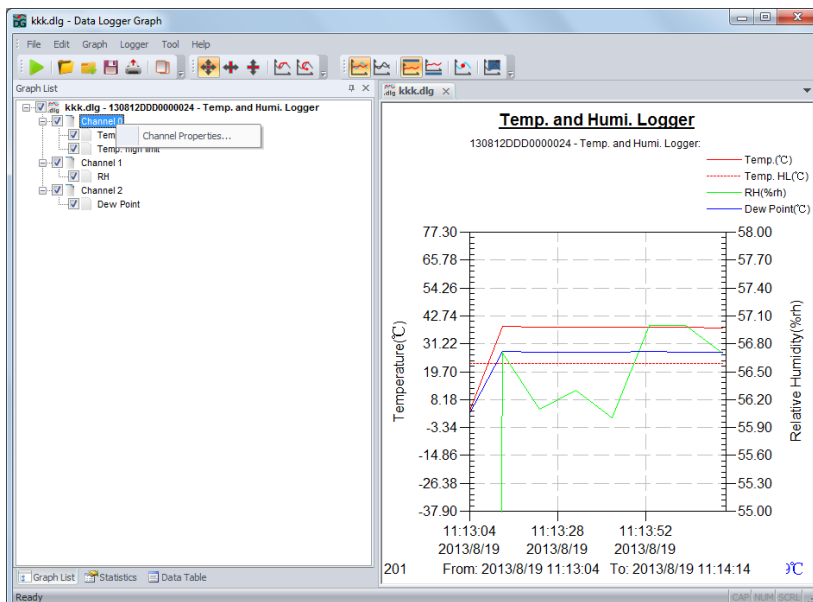 kkk.dlg - Data Logger Graph
File Edit Graph Logger Tool Help
Graph List
kkk.dlg - 130812DDD0000024 - Temp. and Humi. Logger
Channel 0
Tem
Channel Properties...
Temp. high limit
Channel 1
RH
Channel 2
Dew Point
Graph List Statistics Data Table
Ready
kkk.dlg
Temp. and Humi. Logger
130812DDD0000024 - Temp. and Humi. Logger:
Temp.(℃)
Temp. HL(℃)
RH(%rh)
Dew Point(℃)
77.30 58.00
65.78 57.70
54.26 57.40
42.74 57.10
31.22 56.80
19.70 56.50
8.18 56.20
-3.34 55.90
-14.86 55.60
-26.38 55.30
-37.90 55.00
Temperature(℃)
Relative Humidity(%rh)
11:13:04 11:13:28 11:13:52
2013/8/19 2013/8/19 2013/8/19
201 From: 2013/8/19 11:13:04 To: 2013/8/19 11:14:14 9℃
CAP NUM SCRL